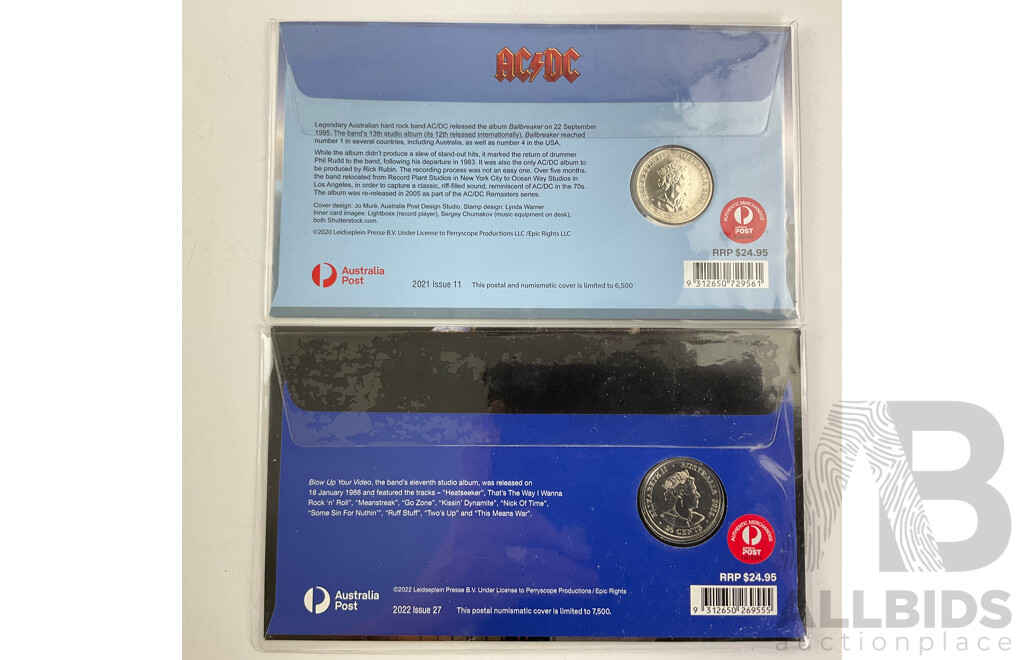 AC/DC
Legendary Australian hard rock band AC/DC released the album Ballbreaker on 22 September
1995. The band's 13th studio album (its 12th released internationally), Ballbreaker reached
number 1 in several countries, including Australia, as well as number 4 in the USA.
While the album didn't produce a slew of stand-out hits, it marked the return of drummer
Phil Rudd to the band, following his departure in 1983. It was also the only AC/DC album to
be produced by Rick Rubin. The recording process was not an easy one. Over five months,
the band relocated from Record Plant Studios in New York City to Ocean Way Studios in
Los Angeles, in order to capture a classic, riff-filled sound, reminiscent of AC/DC in the 70s.
The album was re-released in 2005 as part of the AC/DC Remasters series.
Cover design: Jo Muré, Australia Post Design Studio. Stamp design: Lynda Warner
Inner card images: Lightboxx (record player), Sergey Chumakov (music equipment on desk),
both Shutterstock.com
©2020 Leidseplein Presse B.V. Under License to Perryscope Productions LLC /Epic Rights LLC
AUTHENTIC MERCHANDISE
POST
RRP $24.95
9 312650 729561
Australia
Post
2021 Issue 11
This postal and numismatic cover is limited to 6,500
Blow Up Your Video, the band's eleventh studio album, was released on
18 January 1988 and featured the tracks – "Heatseeker", That's The Way I Wanna
Rock 'n' Roll", "Meanstreak", "Go Zone", "Kissin' Dynamite", "Nick Of Time",
"Some Sin For Nuthin'", "Ruff Stuff", "Two's Up" and "This Means War".
ELIZABETH II AUSTRALIA 2022
20 CENTS
AUTHENTIC MERCHANDISE
POST
RRP $24.95
9 312650 269555
©2022 Leidseplein Presse B.V. Under License to Perryscope Productions / Epic Rights
Australia
Post
2022 Issue 27
This postal numismatic cover is limited to 7,500.
AB
ALLBIDS
auctionplace